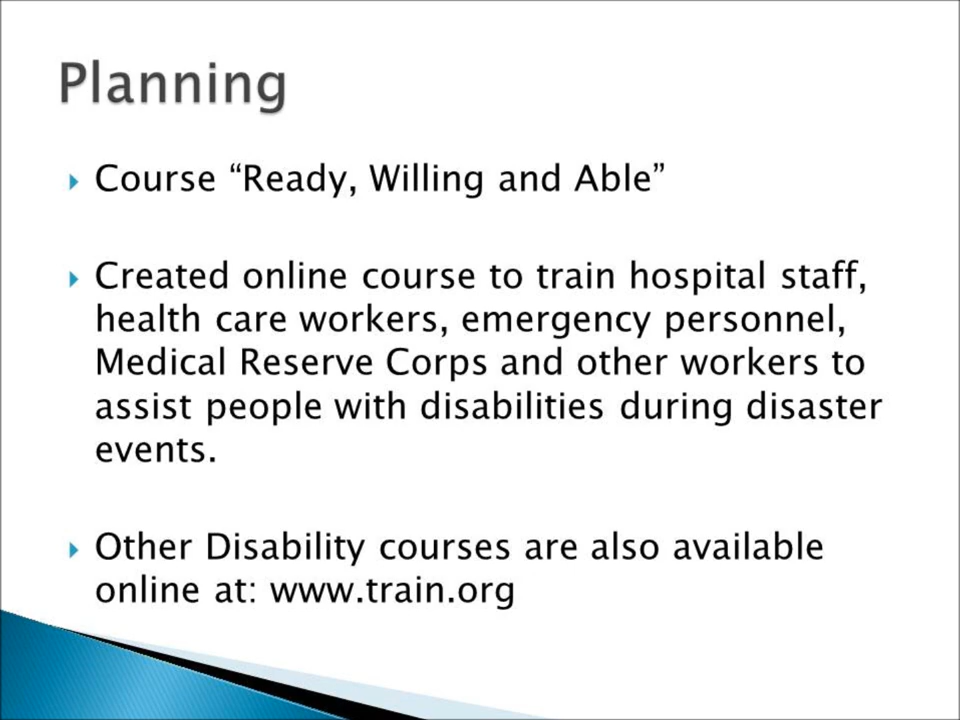 Planning
Course “Ready, Willing and Able”
Created online course to train hospital staff,
health care workers, emergency personnel,
Medical Reserve Corps and other workers to
assist people with disabilities during disaster
events.
Other Disability courses are also available
online at: www.train.org